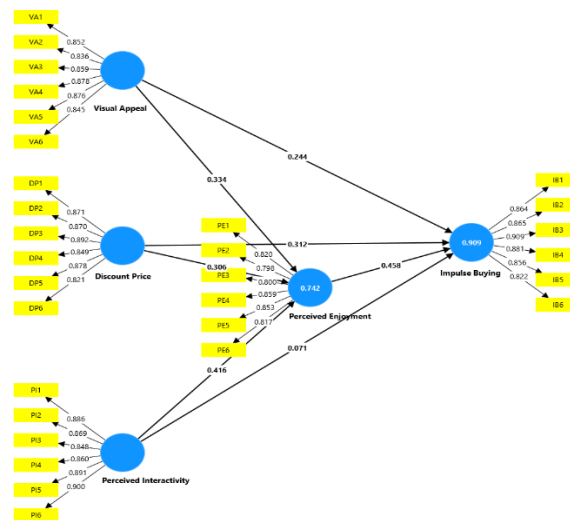 VA1
0.852
VA2
0.836
VA3
0.859
VA4
0.878
VA5
0.876
VA6
0.845
Visual Appeal
0.244
0.334
DP1
0.871
DP2
0.870
DP3
0.892
DP4
0.849
DP5
0.878
DP6
0.821
Discount Price
0.312
0.306
PE1
0.820
PE2
0.798
PE3
0.800
PE4
0.859
PE5
0.853
PE6
0.817
0.742
Perceived Enjoyment
0.458
0.909
Impulse Buying
IB1
0.864
IB2
0.865
IB3
0.909
IB4
0.881
IB5
0.856
IB6
0.822
0.071
0.416
PI1
0.886
PI2
0.869
PI3
0.848
PI4
0.860
PI5
0.891
PI6
0.900
Perceived Interactivity